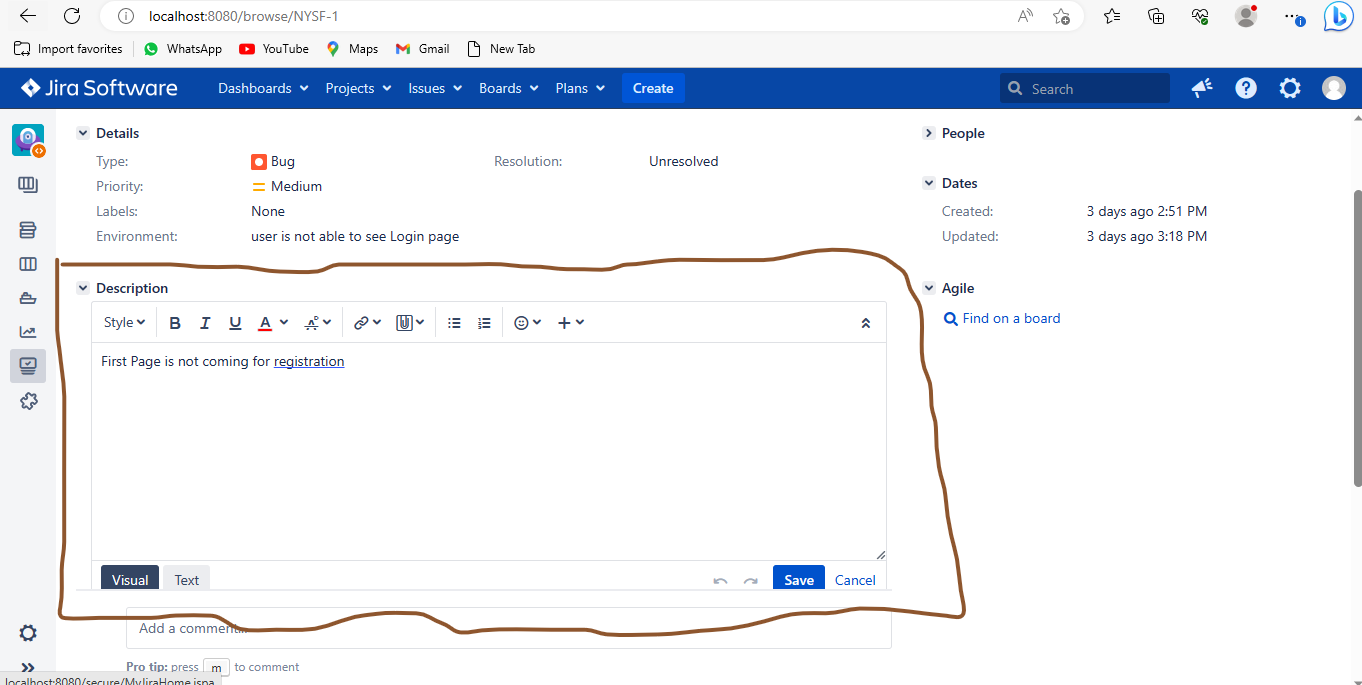 localhost:8080/browse/NYSF-1
Import favorites WhatsApp YouTube Maps Gmail New Tab
Jira Software Dashboards Projects Issues Boards Plans Create Search
Details
Type: Bug Resolution: Unresolved
Priority: Medium
Labels: None
Environment: user is not able to see Login page
People
Dates
Created: 3 days ago 2:51 PM
Updated: 3 days ago 3:18 PM
Description
Style B I U A
First Page is not coming for registration
Visual Text Save Cancel
Agile
Find on a board
Add a comment...
Pro tip: press m to comment
localhost:8080/secure/MyJiraHome.jspa